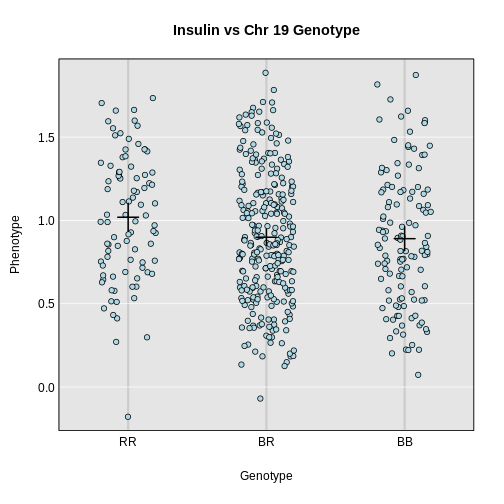 Insulin vs Chr 19 Genotype
Phenotype
1.5
1.0
0.5
0.0
RR BR BB
Genotype